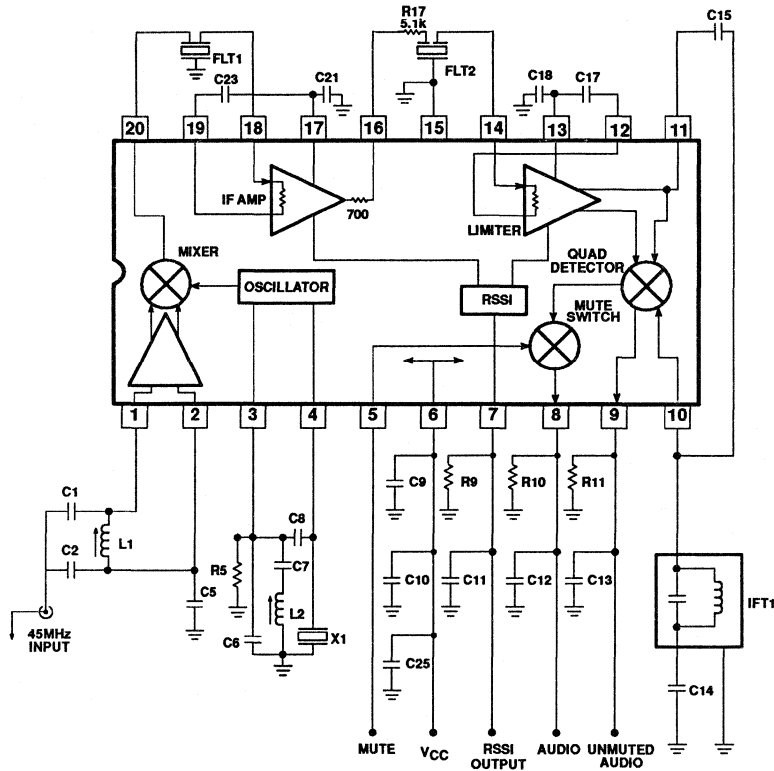 R17
5.1k
C15
FLT1
FLT2
C23
C21
C18
C17
20
19
18
17
16
15
14
13
12
11
IF AMP
700
LIMITER
MIXER
QUAD
DETECTOR
OSCILLATOR
RSSI
MUTE
SWITCH
1
2
3
4
5
6
7
8
9
10
C1
L1
C2
C5
45MHz
INPUT
C8
R5
C7
L2
C6
X1
C9
R9
R10
R11
C10
C11
C12
C13
C25
IFT1
C14
MUTE
VCC
RSSI
OUTPUT
AUDIO
UNMUTED
AUDIO